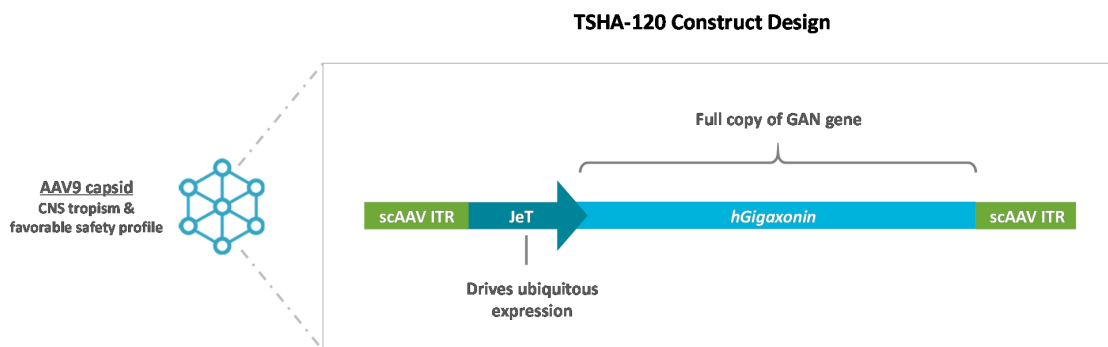 TSHA-120 Construct Design
Full copy of GAN gene
AAV9 capsid
CNS tropism &
favorable safety profile
scAAV ITR
JeT
hGigaxonin
scAAV ITR
Drives ubiquitous
expression